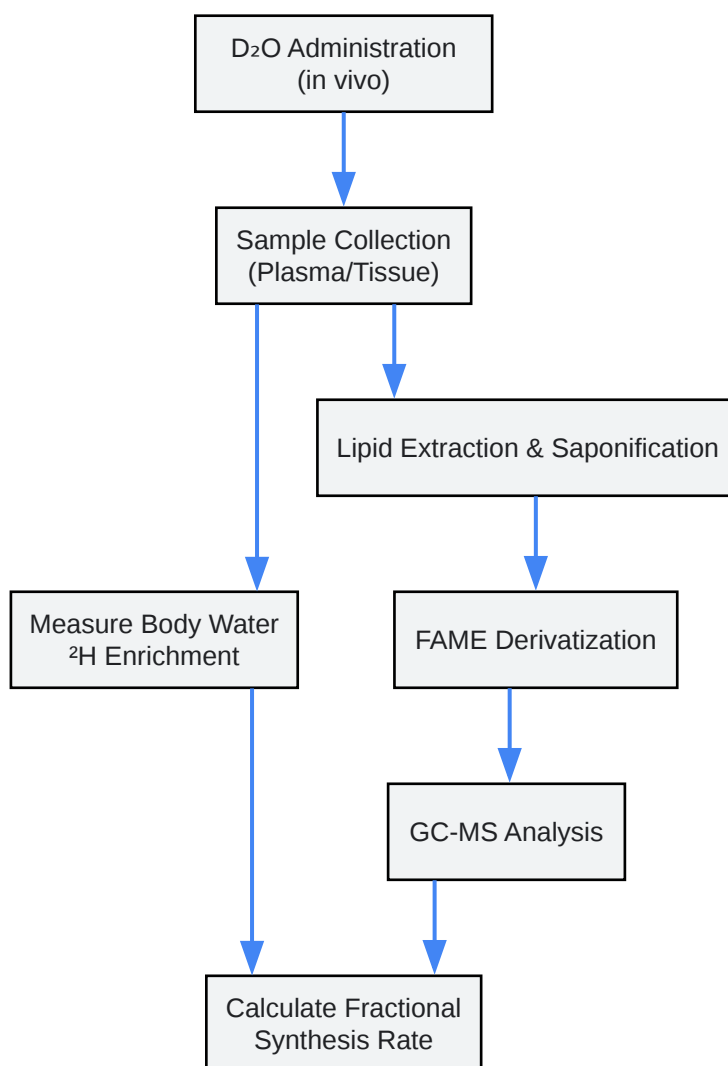 D₂O Administration
(in vivo)
Sample Collection
(Plasma/Tissue)
Lipid Extraction & Saponification
Measure Body Water
²H Enrichment
FAME Derivatization
GC-MS Analysis
Calculate Fractional
Synthesis Rate